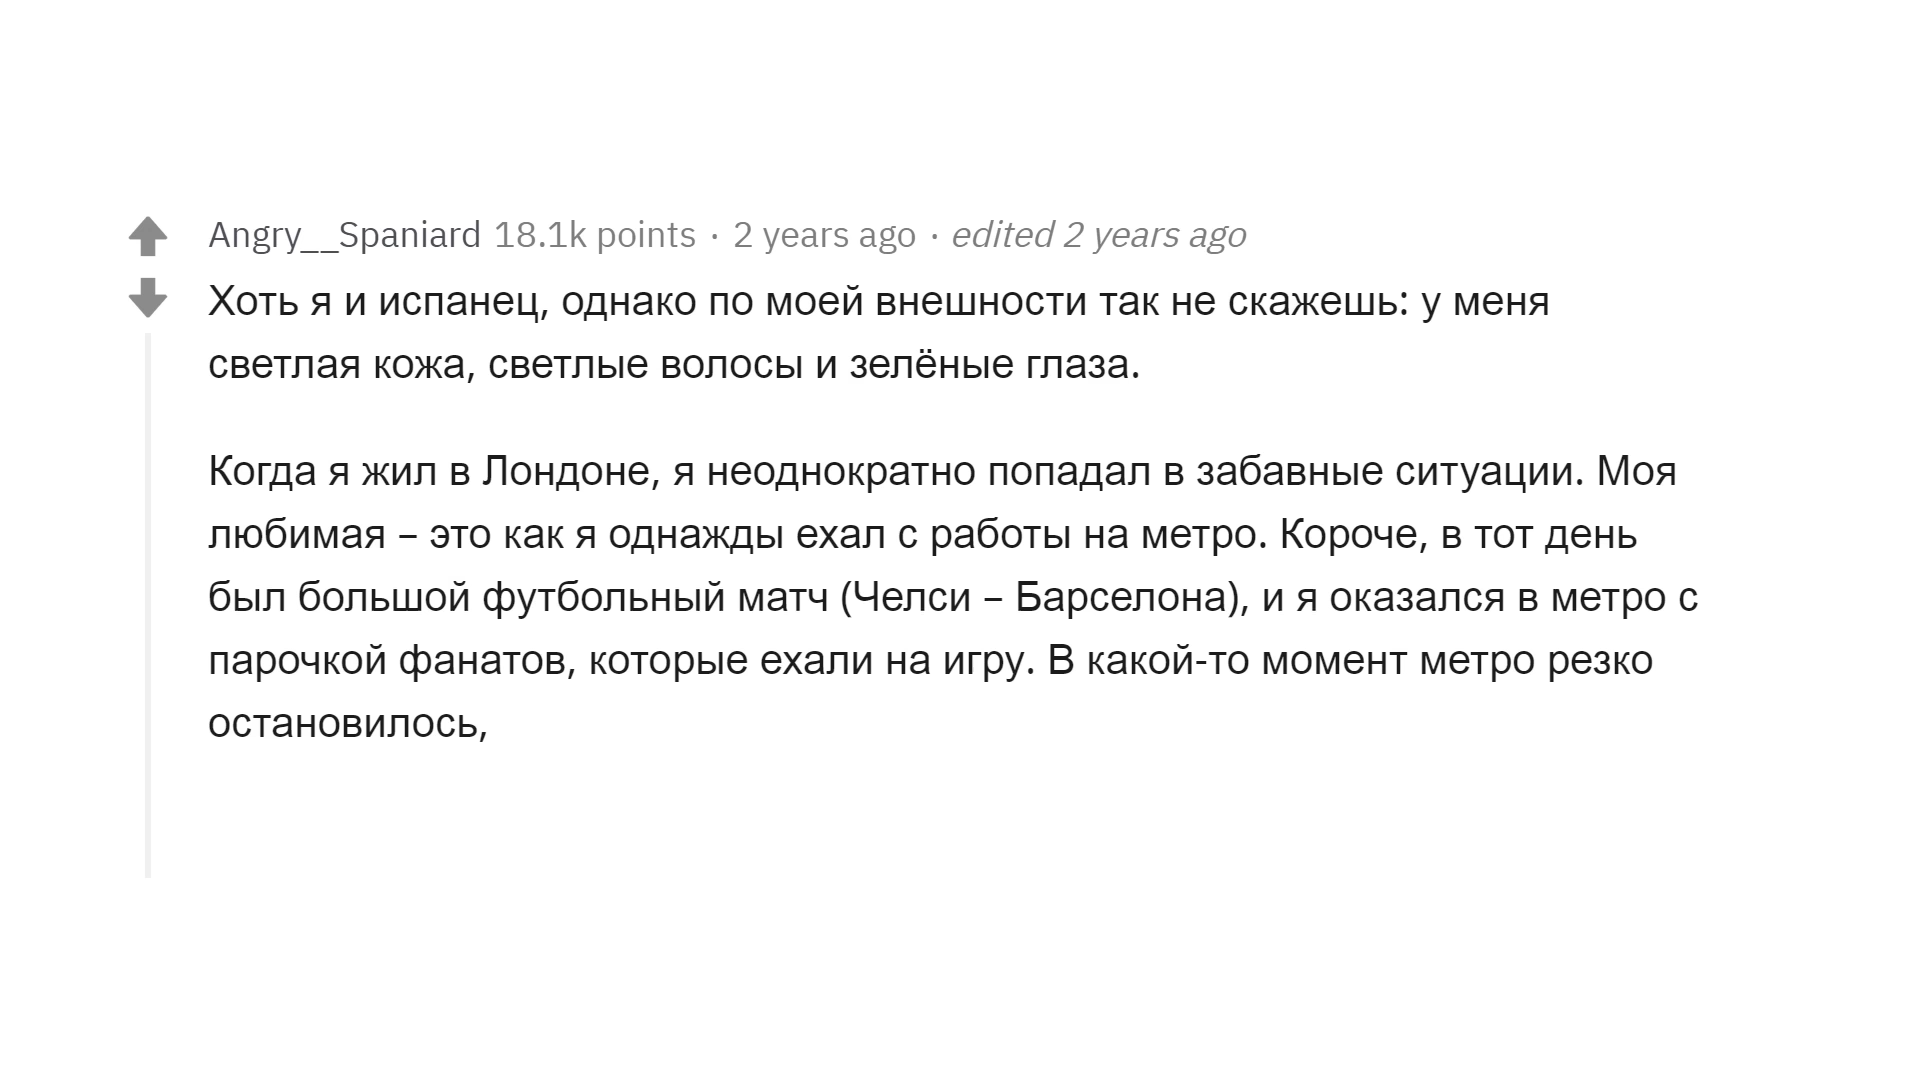 Angry__Spaniard 18.1k points · 2 years ago · edited 2 years ago
Хоть я и испанец, однако по моей внешности так не скажешь: у меня
светлая кожа, светлые волосы и зелёные глаза.
Когда я жил в Лондоне, я неоднократно попадал в забавные ситуации. Моя
любимая – это как я однажды ехал с работы на метро. Короче, в тот день
был большой футбольный матч (Челси – Барселона), и я оказался в метро с
парочкой фанатов, которые ехали на игру. В какой-то момент метро резко
остановилось,